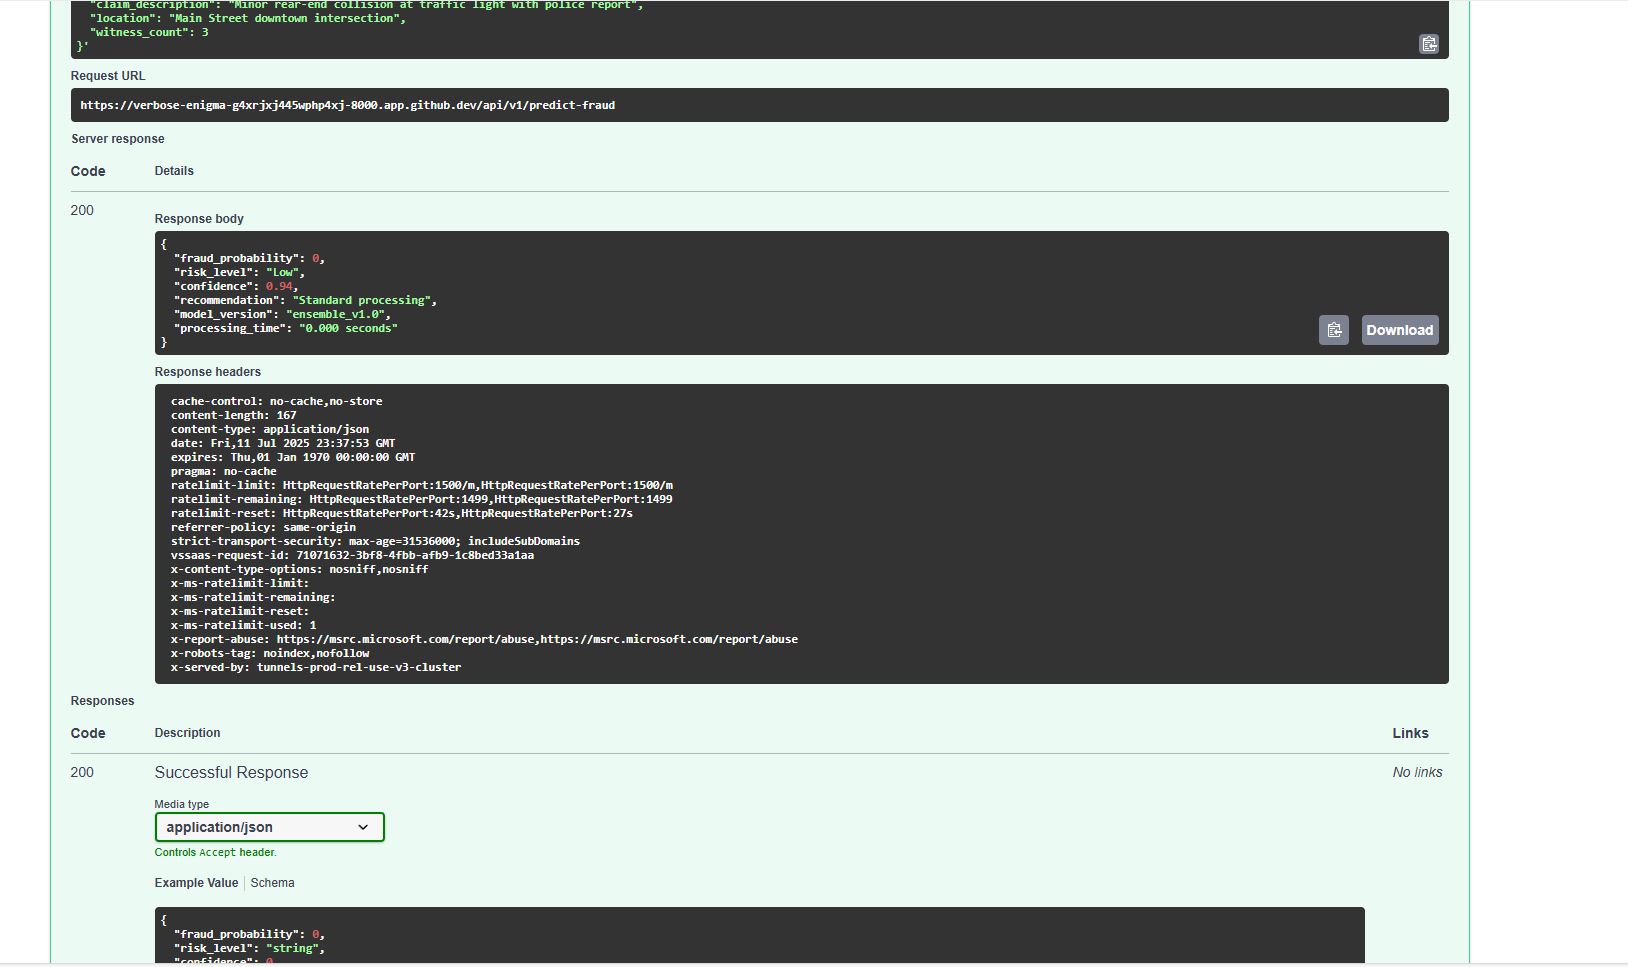 "claim_description": "Minor rear-end collision at traffic light with police report",
"location": "Main Street downtown intersection",
"witness_count": 3
}'
Request URL
https://verbose-enigma-g4xrjxj445wphp4xj-8000.app.github.dev/api/v1/predict-fraud
Server response
Code Details
200
Response body
{
"fraud_probability": 0,
"risk_level": "Low",
"confidence": 0.94,
"recommendation": "Standard processing",
"model_version": "ensemble_v1.0",
"processing_time": "0.000 seconds"
}
Download
Response headers
cache-control: no-cache,no-store
content-length: 167
content-type: application/json
date: Fri,11 Jul 2025 23:37:53 GMT
expires: Thu,01 Jan 1970 00:00:00 GMT
pragma: no-cache
ratelimit-limit: HttpRequestRatePerPort:1500/m,HttpRequestRatePerPort:1500/m
ratelimit-remaining: HttpRequestRatePerPort:1499,HttpRequestRatePerPort:1499
ratelimit-reset: HttpRequestRatePerPort:42s,HttpRequestRatePerPort:27s
referrer-policy: same-origin
strict-transport-security: max-age=31536000; includeSubDomains
vssaas-request-id: 71071632-3bf8-4fbb-afb9-1c8bed33a1aa
x-content-type-options: nosniff,nosniff
x-ms-ratelimit-limit:
x-ms-ratelimit-remaining:
x-ms-ratelimit-reset:
x-ms-ratelimit-used: 1
x-report-abuse: https://msrc.microsoft.com/report/abuse,https://msrc.microsoft.com/report/abuse
x-robots-tag: noindex,nofollow
x-served-by: tunnels-prod-rel-use-v3-cluster
Responses
Code Description Links
200 Successful Response No links
Media type
application/json
Controls Accept header.
Example Value Schema
{
"fraud_probability": 0,
"risk_level": "string",
"confidence": 0